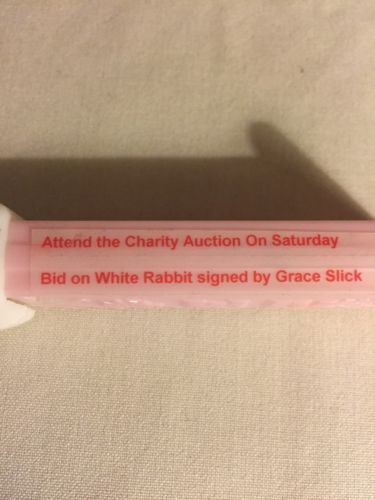 Attend the Charity Auction On Saturday
Bid on White Rabbit signed by Grace Slick